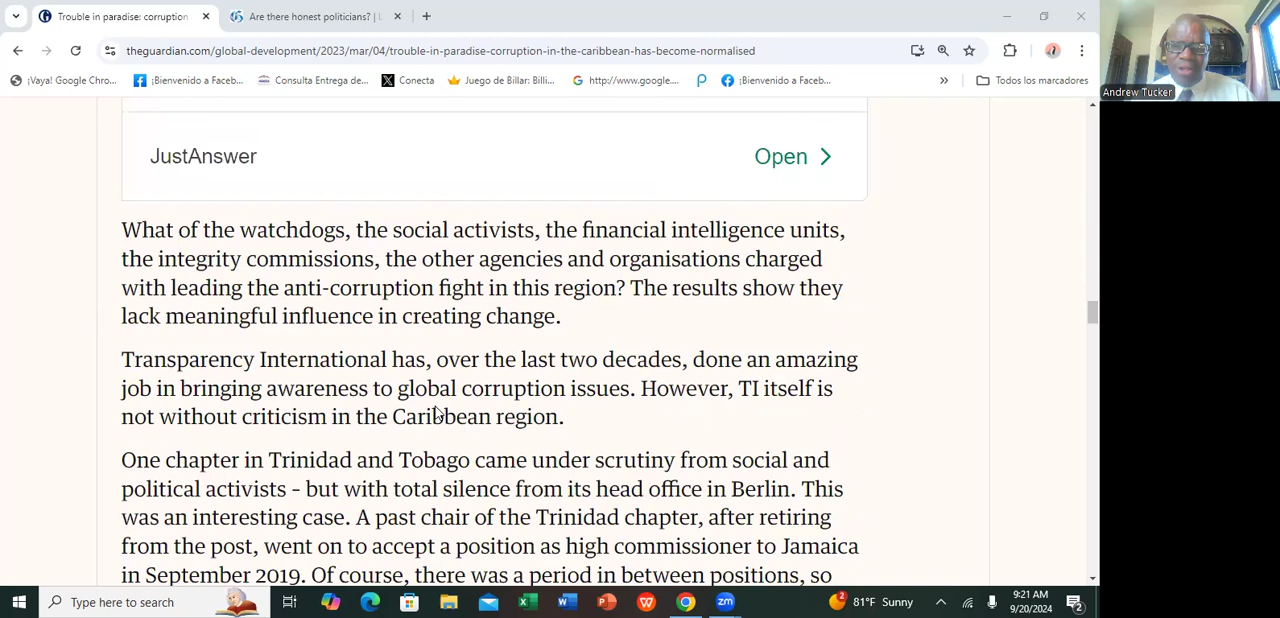 Trouble in paradise: corruption
Are there honest politicians? | L
theguardian.com/global-development/2023/mar/04/trouble-in-paradise-corruption-in-the-caribbean-has-become-normalised
¡Vaya! Google Chro... ¡Bienvenido a Faceb... Consulta Entrega de... Conecta Juego de Billar: Billi... http://www.google.... ¡Bienvenido a Faceb... » Todos los marcadores
Andrew Tucker
JustAnswer
Open
What of the watchdogs, the social activists, the financial intelligence units,
the integrity commissions, the other agencies and organisations charged
with leading the anti-corruption fight in this region? The results show they
lack meaningful influence in creating change.
Transparency International has, over the last two decades, done an amazing
job in bringing awareness to global corruption issues. However, TI itself is
not without criticism in the Caribbean region.
One chapter in Trinidad and Tobago came under scrutiny from social and
political activists – but with total silence from its head office in Berlin. This
was an interesting case. A past chair of the Trinidad chapter, after retiring
from the post, went on to accept a position as high commissioner to Jamaica
in September 2019. Of course, there was a period in between positions, so
Type here to search
2
81°F Sunny
9:21 AM
9/20/2024
2
zm